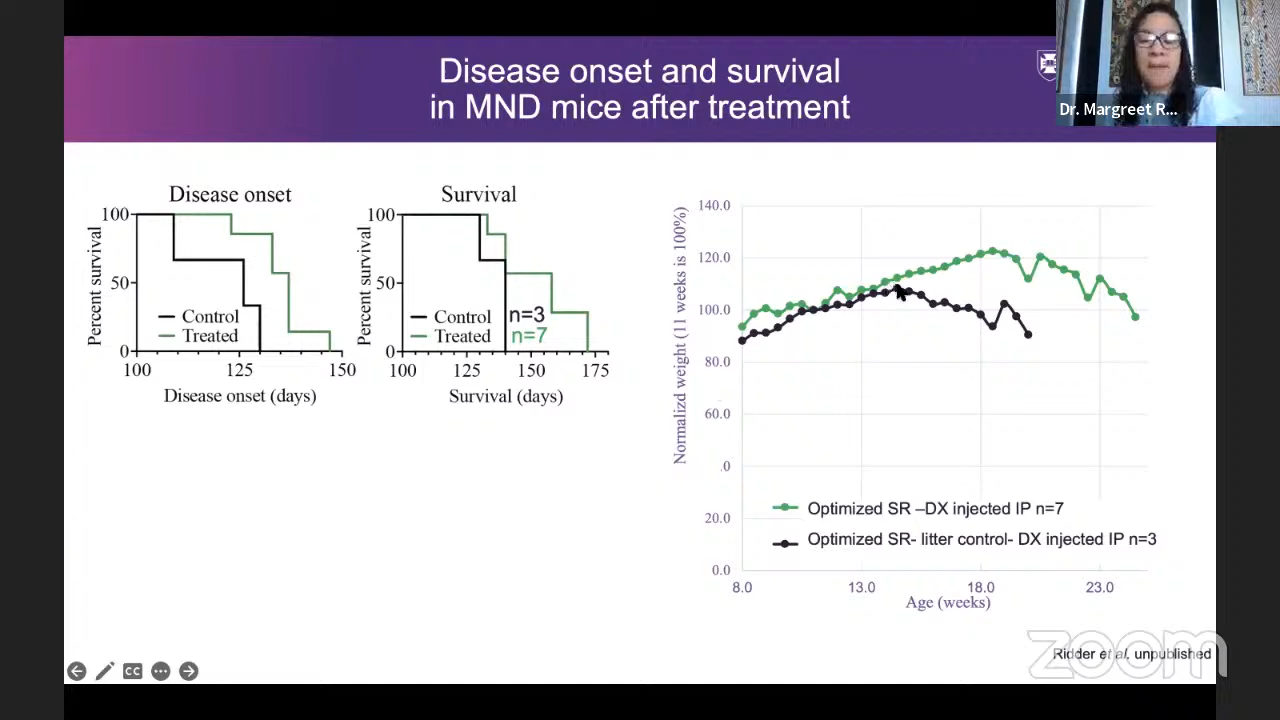 Disease onset and survival
in MND mice after treatment
Dr. Margreet R...
Disease onset
Percent survival
100
50
0
Control
Treated
100
125
150
Disease onset (days)
Survival
Percent survival
100
50
0
Control
Treated
n=3
n=7
100
125
150
175
Survival (days)
Normalizd weight (11 weeks is 100%)
140.0
120.0
100.0
80.0
60.0
.0
20.0
0.0
Optimized SR –DX injected IP n=7
Optimized SR- litter control- DX injected IP n=3
8.0
13.0
18.0
23.0
Age (weeks)
Ridder et al. unpublished
zoom
CC